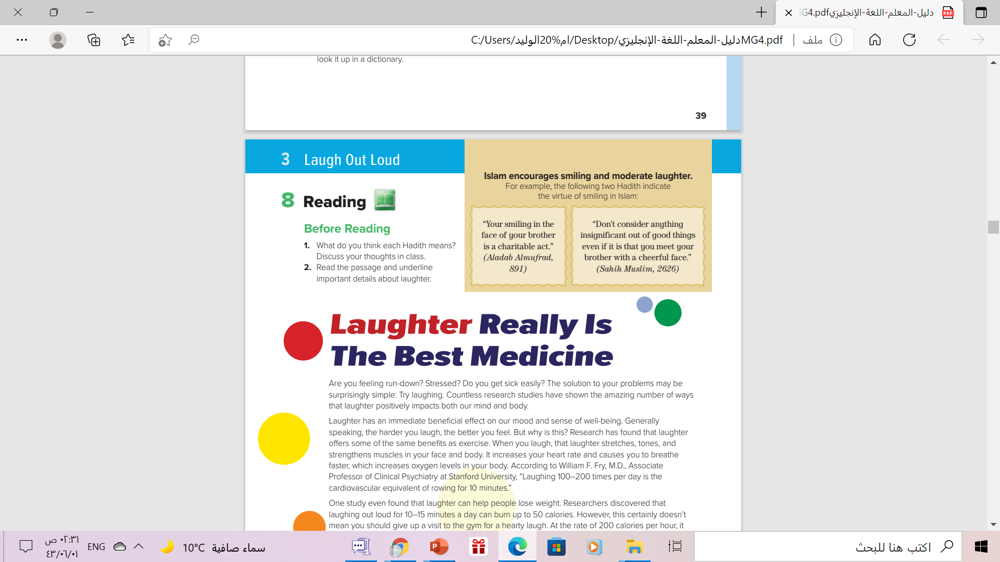 دليل-المعلم-اللغة-الإنجليزيMG4.pdf
ملف
C:/Users/ام%20الوليد/Desktop/دليل-المعلم-اللغة-الإنجليزيMG4.pdf
look it up in a dictionary.
39
3 Laugh Out Loud
Islam encourages smiling and moderate laughter.
For example, the following two Hadith indicate
the virtue of smiling in Islam:
“Your smiling in the
face of your brother
is a charitable act.”
(Aladab Almufrad,
891)
“Don’t consider anything
insignificant out of good things
even if it is that you meet your
brother with a cheerful face.”
(Sahih Muslim, 2626)
8 Reading
Before Reading
1. What do you think each Hadith means?
Discuss your thoughts in class.
2. Read the passage and underline
important details about laughter.
Laughter Really Is
The Best Medicine
Are you feeling run-down? Stressed? Do you get sick easily? The solution to your problems may be
surprisingly simple: Try laughing. Countless research studies have shown the amazing number of ways
that laughter positively impacts both our mind and body.
Laughter has an immediate beneficial effect on our mood and sense of well-being. Generally
speaking, the harder you laugh, the better you feel. But why is this? Research has found that laughter
offers some of the same benefits as exercise. When you laugh, that laughter stretches, tones, and
strengthens muscles in your face and body. It increases your heart rate and causes you to breathe
faster, which increases oxygen levels in your body. According to William F. Fry, M.D., Associate
Professor of Clinical Psychiatry at Stanford University, “Laughing 100–200 times per day is the
cardiovascular equivalent of rowing for 10 minutes.”
One study even found that laughter can help people lose weight. Researchers discovered that
laughing out loud for 10–15 minutes a day can burn up to 50 calories. However, this certainly doesn’t
mean you should give up a visit to the gym for a hearty laugh. At the rate of 200 calories per hour, it
٠٢:٣١ ص
٤٣/٠٦/٠١
ENG
10°C سماء صافية
اكتب هنا للبحث